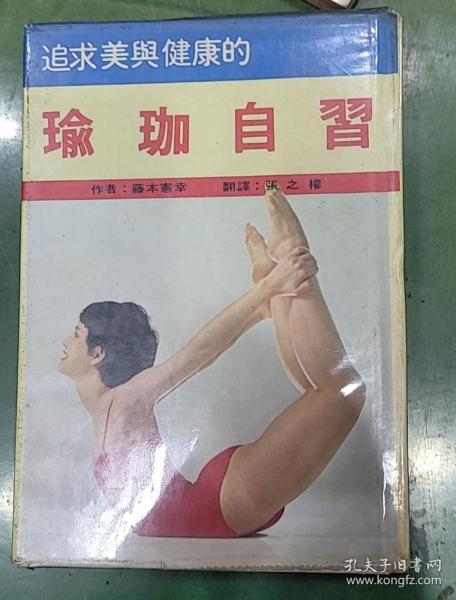 追求美與健康的
瑜珈自習
作者：藤本憲幸 翻譯：張之權
孔夫子旧书网
www.kongfz.com